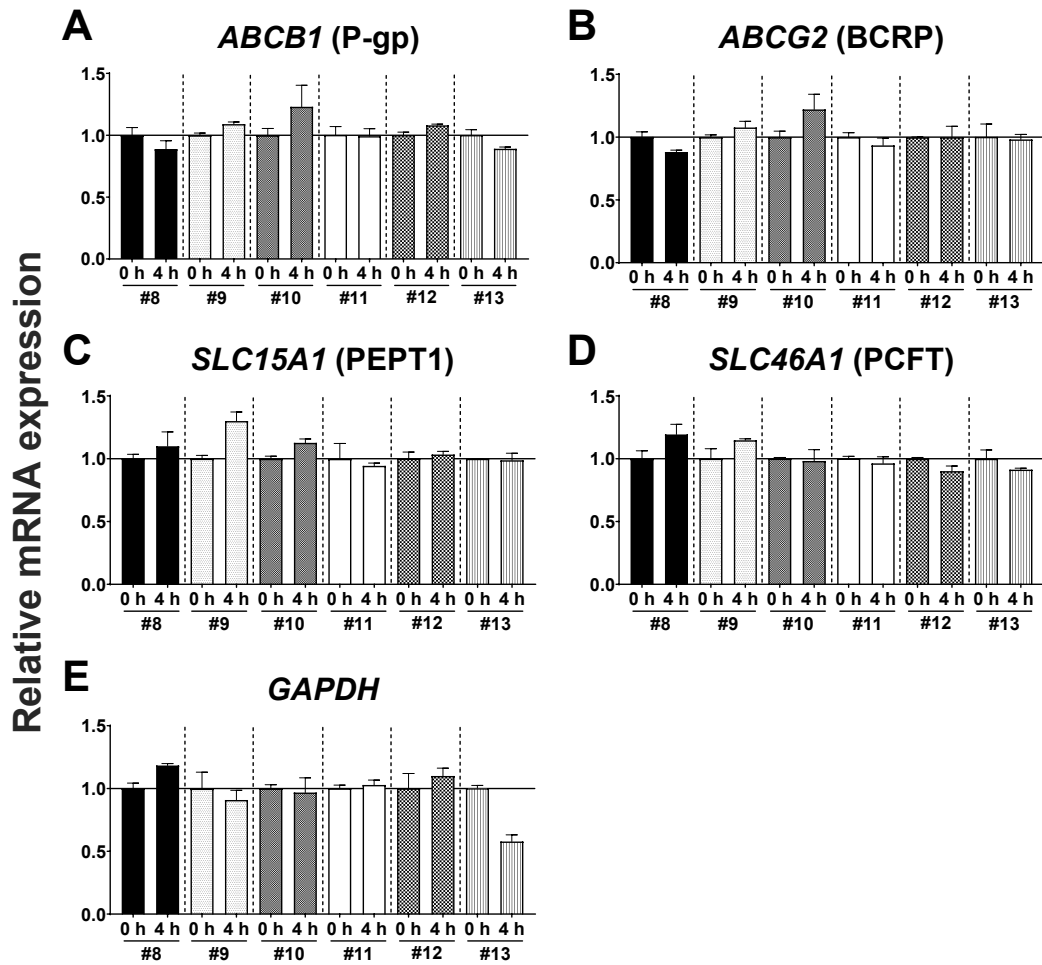 Relative mRNA expression
A
ABCB1 (P-gp)
1.5
1.0
0.5
0.0
0 h 4 h 0 h 4 h 0 h 4 h 0 h 4 h 0 h 4 h 0 h 4 h
#8 #9 #10 #11 #12 #13
B
ABCG2 (BCRP)
1.5
1.0
0.5
0.0
0 h 4 h 0 h 4 h 0 h 4 h 0 h 4 h 0 h 4 h 0 h 4 h
#8 #9 #10 #11 #12 #13
C
SLC15A1 (PEPT1)
1.5
1.0
0.5
0.0
0 h 4 h 0 h 4 h 0 h 4 h 0 h 4 h 0 h 4 h 0 h 4 h
#8 #9 #10 #11 #12 #13
D
SLC46A1 (PCFT)
1.5
1.0
0.5
0.0
0 h 4 h 0 h 4 h 0 h 4 h 0 h 4 h 0 h 4 h 0 h 4 h
#8 #9 #10 #11 #12 #13
E
GAPDH
1.5
1.0
0.5
0.0
0 h 4 h 0 h 4 h 0 h 4 h 0 h 4 h 0 h 4 h 0 h 4 h
#8 #9 #10 #11 #12 #13